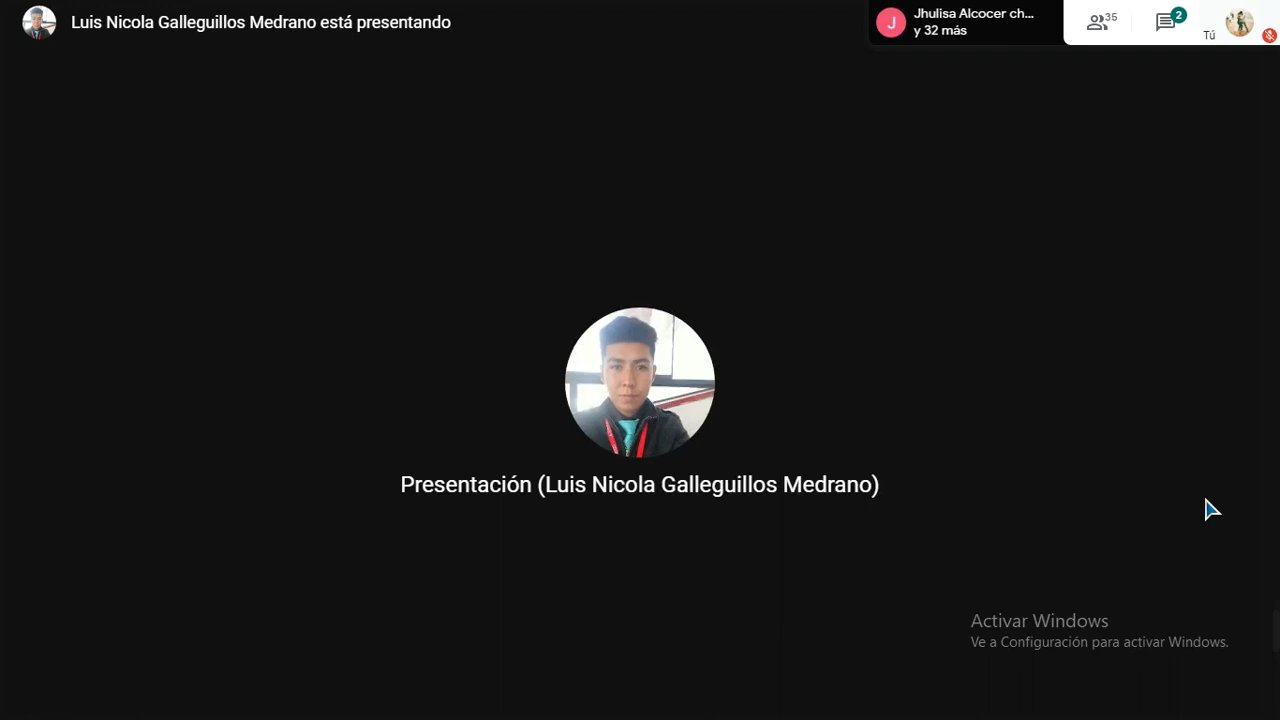 Luis Nicola Galleguillos Medrano está presentando
J
Jhulisa Alcocer ch...
y 32 más
35
2
Tú
Presentación (Luis Nicola Galleguillos Medrano)
Activar Windows
Ve a Configuración para activar Windows.